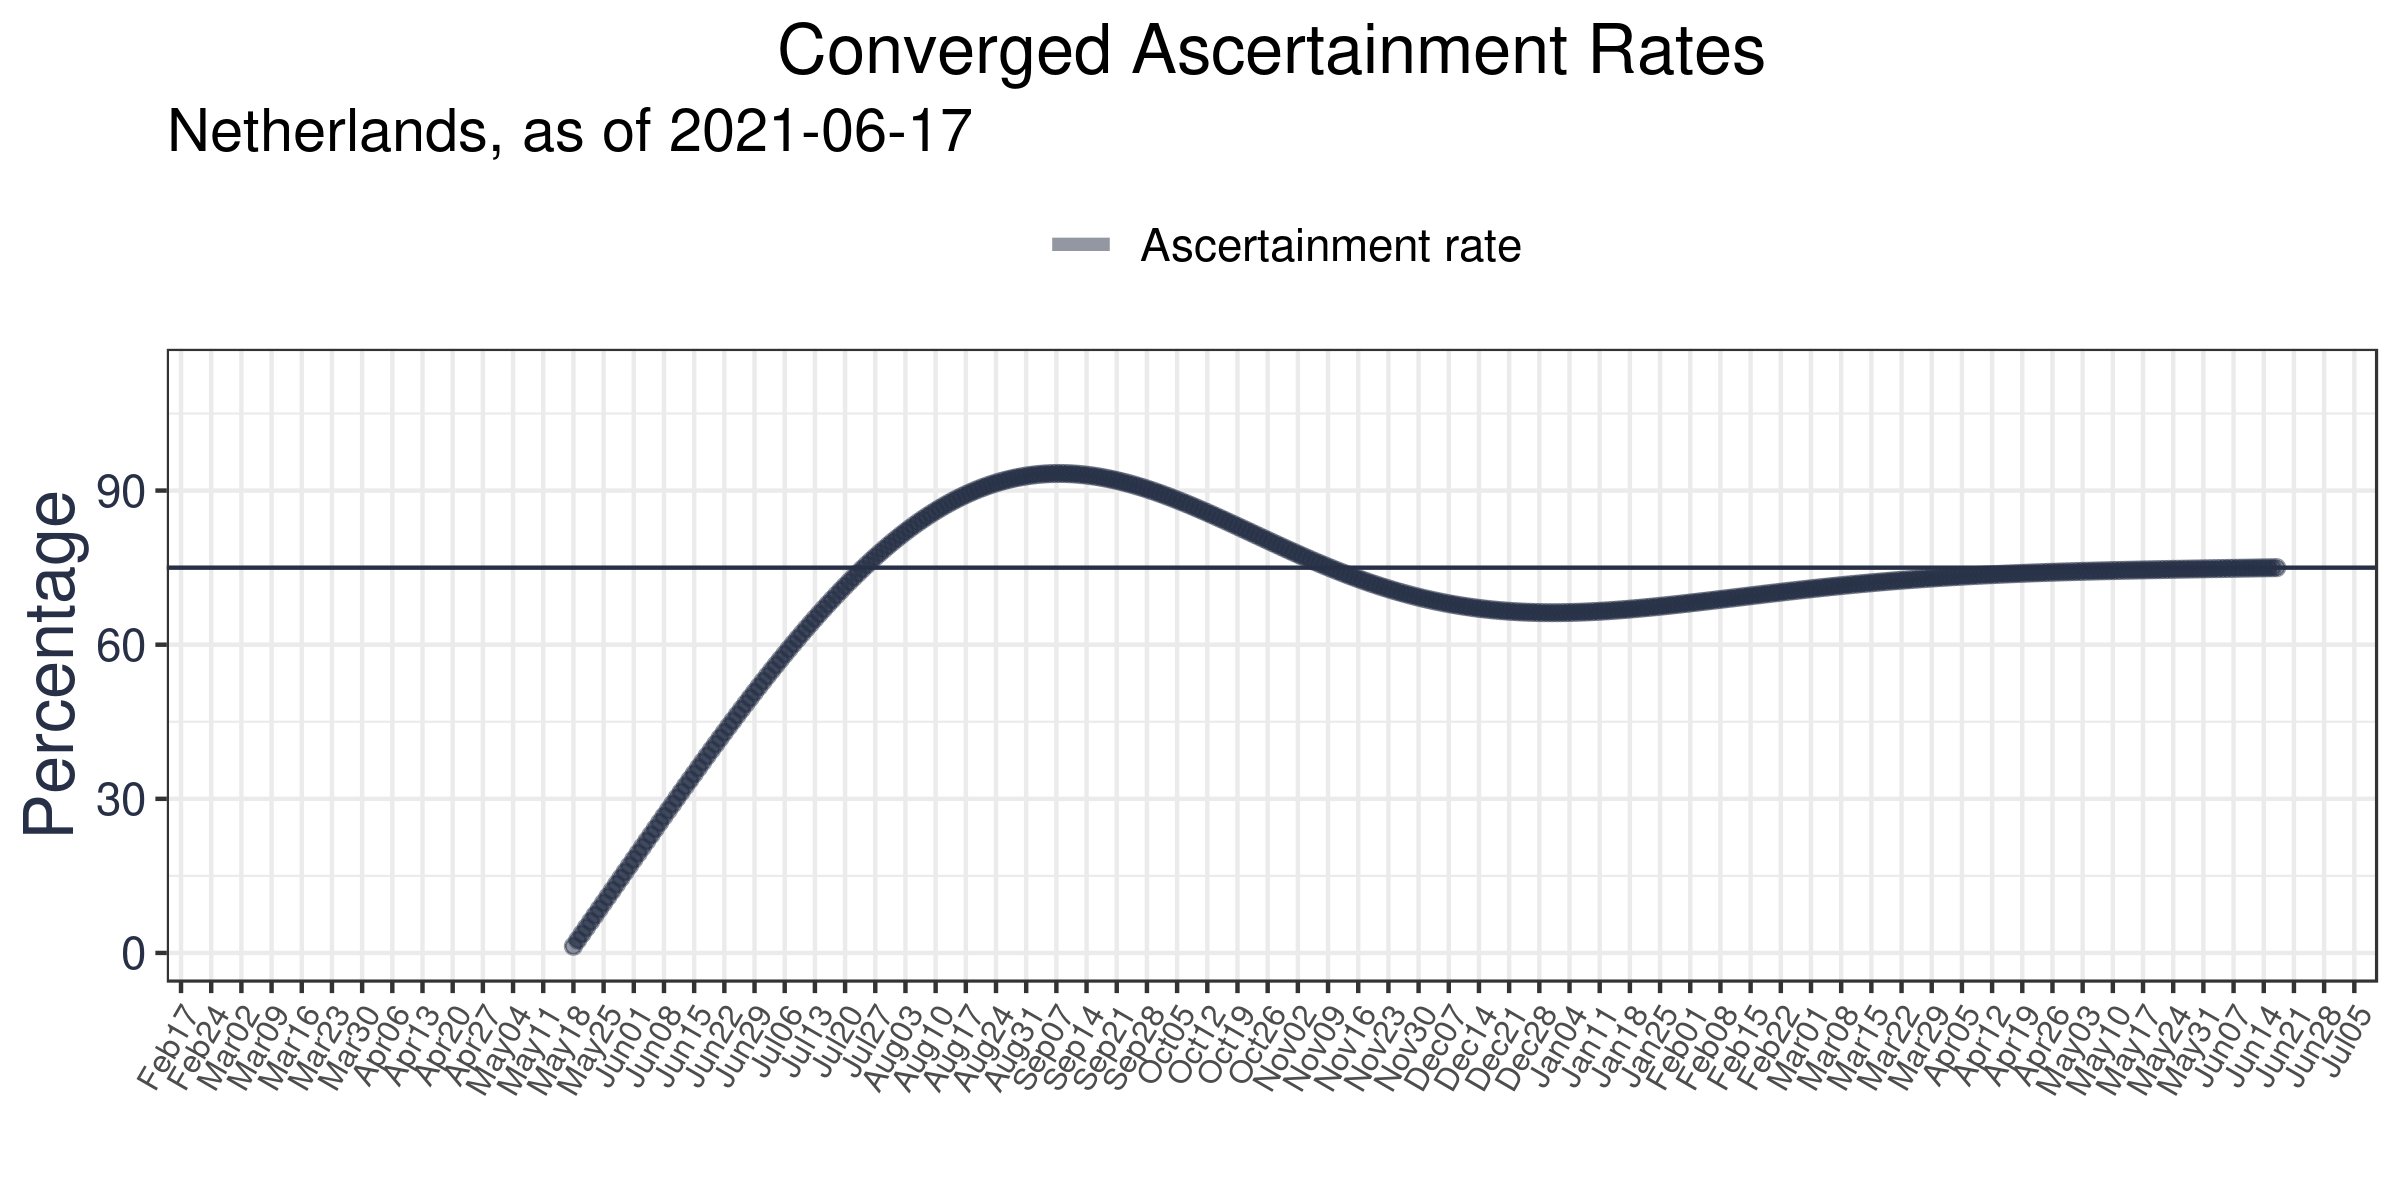 Converged Ascertainment Rates
Netherlands, as of 2021-06-17
Ascertainment rate
Percentage
90
60
30
0
Feb17 Feb24 Mar02 Mar09 Mar16 Mar23 Mar30 Apr06 Apr13 Apr20 Apr27 May04 May11 May18 May25 Jun01 Jun08 Jun15 Jun22 Jun29 Jul06 Jul13 Jul20 Jul27 Aug03 Aug10 Aug17 Aug24 Aug31 Sep07 Sep14 Sep21 Sep28 Oct05 Oct12 Oct19 Oct26 Nov02 Nov09 Nov16 Nov23 Nov30 Dec07 Dec14 Dec21 Dec28 Jan04 Jan11 Jan18 Jan25 Feb01 Feb08 Feb15 Feb22 Mar01 Mar08 Mar15 Mar22 Mar29 Apr05 Apr12 Apr19 Apr26 May03 May10 May17 May24 May31 Jun07 Jun14 Jun21 Jun28 Jul05